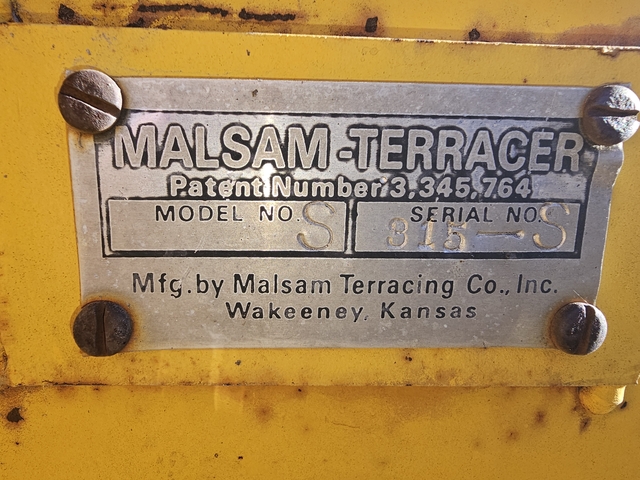 MALSAM-TERRACER
Patent Number 3,345,764
MODEL NO. S SERIAL NO. 315-S
Mfg. by Malsam Terracing Co., Inc.
Wakeeney, Kansas